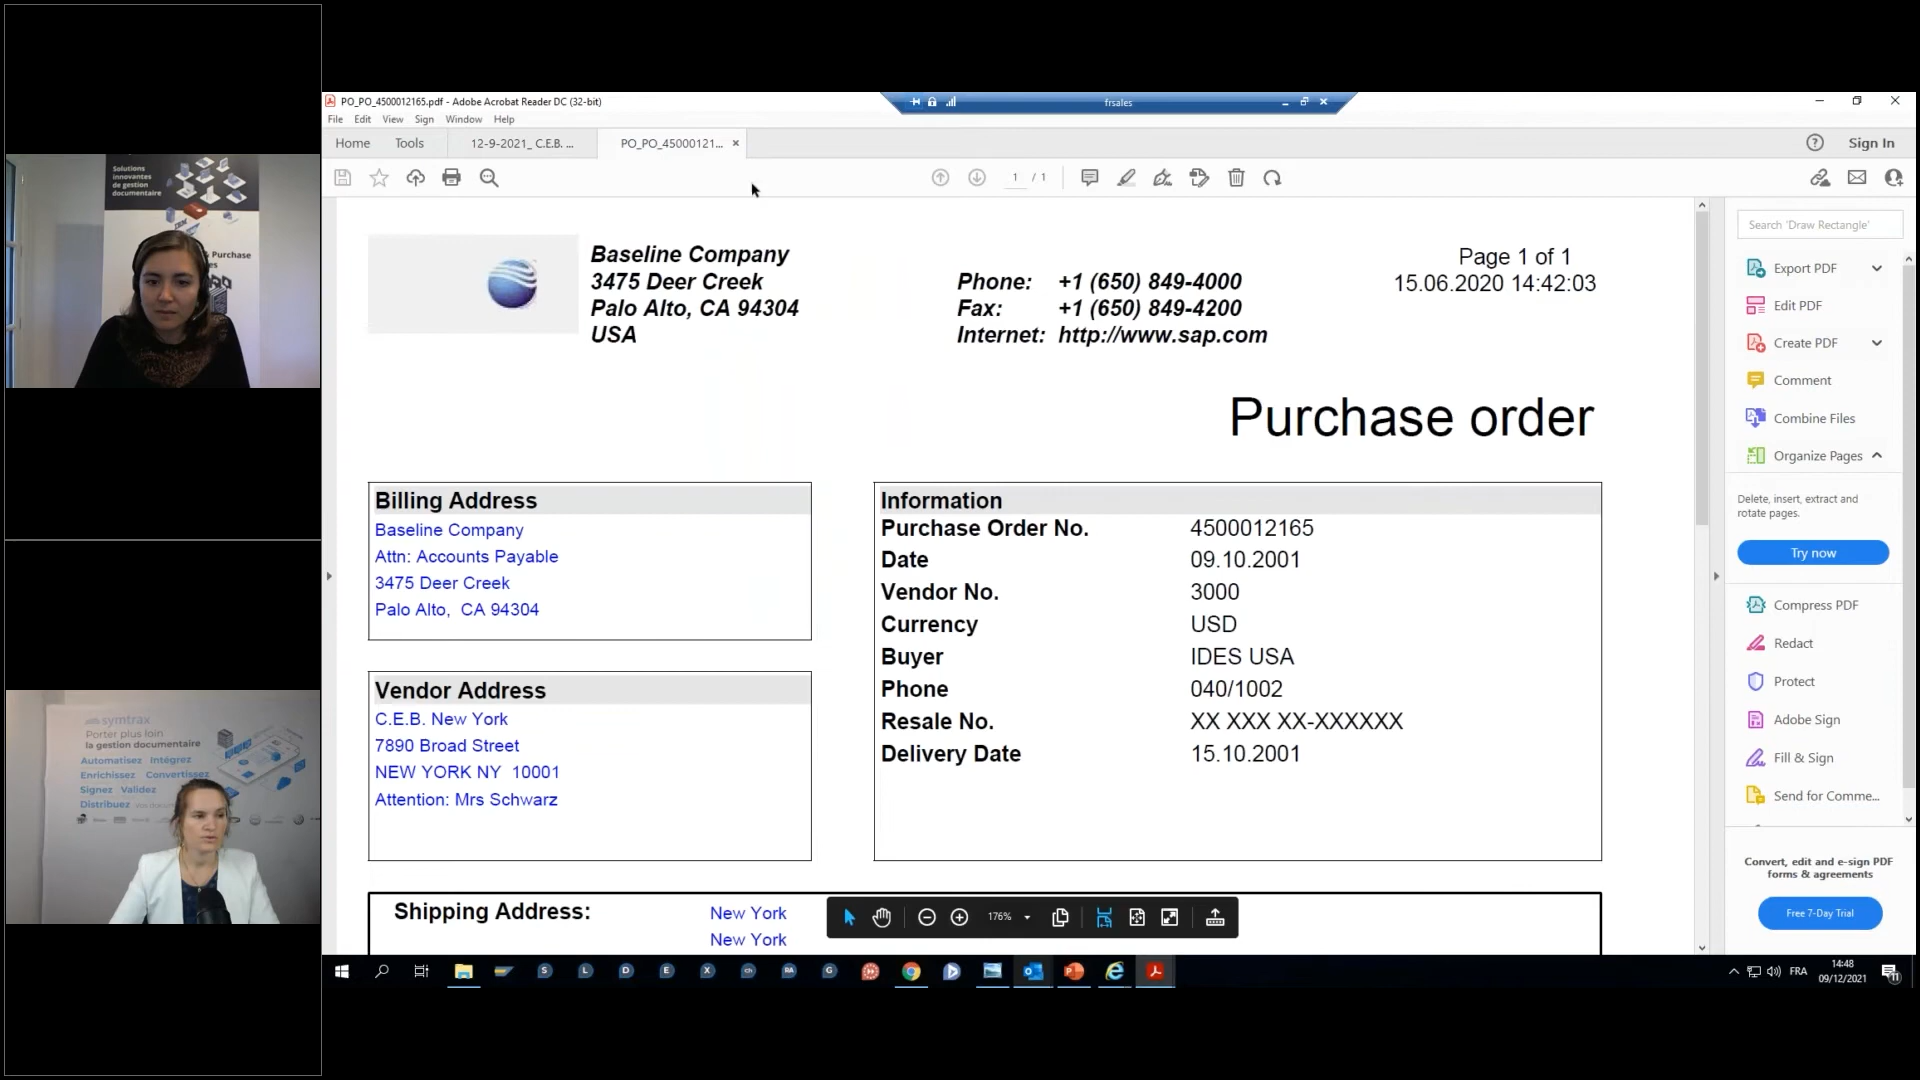 Solutions
innovantes
de gestion
documentaire
& Purchase
symtrax
Porter plus loin
la gestion documentaire
Automatisez Intégrez
Enrichissez Convertissez
Signez Validez
Distribuez vos docum
PO_PO_4500012165.pdf - Adobe Acrobat Reader DC (32-bit)
frsales
File Edit View Sign Window Help
Home Tools 12-9-2021_ C.E.B. ... PO_PO_45000121... Sign In
1 / 1
Baseline Company
3475 Deer Creek
Palo Alto, CA 94304
USA
Phone: +1 (650) 849-4000
Fax: +1 (650) 849-4200
Internet: http://www.sap.com
Page 1 of 1
15.06.2020 14:42:03
Purchase order
Billing Address
Baseline Company
Attn: Accounts Payable
3475 Deer Creek
Palo Alto, CA 94304
Vendor Address
C.E.B. New York
7890 Broad Street
NEW YORK NY 10001
Attention: Mrs Schwarz
Information
Purchase Order No. 4500012165
Date 09.10.2001
Vendor No. 3000
Currency USD
Buyer IDES USA
Phone 040/1002
Resale No. XX XXX XX-XXXXXX
Delivery Date 15.10.2001
Shipping Address: New York
New York
176%
Search 'Draw Rectangle'
Export PDF
Edit PDF
Create PDF
Comment
Combine Files
Organize Pages
Delete, insert, extract and
rotate pages.
Try now
Compress PDF
Redact
Protect
Adobe Sign
Fill & Sign
Send for Comme...
Convert, edit and e-sign PDF
forms & agreements
Free 7-Day Trial
S L D E X Ch RA G
FRA
14:48
09/12/2021
11